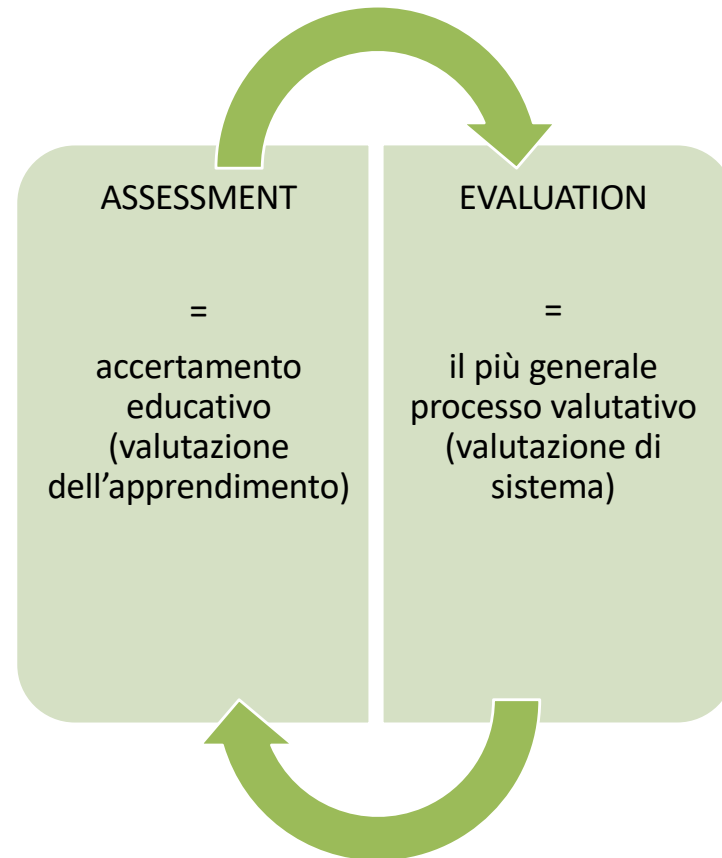 ASSESSMENT
=
accertamento
educativo
(valutazione
dell’apprendimento)
EVALUATION
=
il più generale
processo valutativo
(valutazione di
sistema)